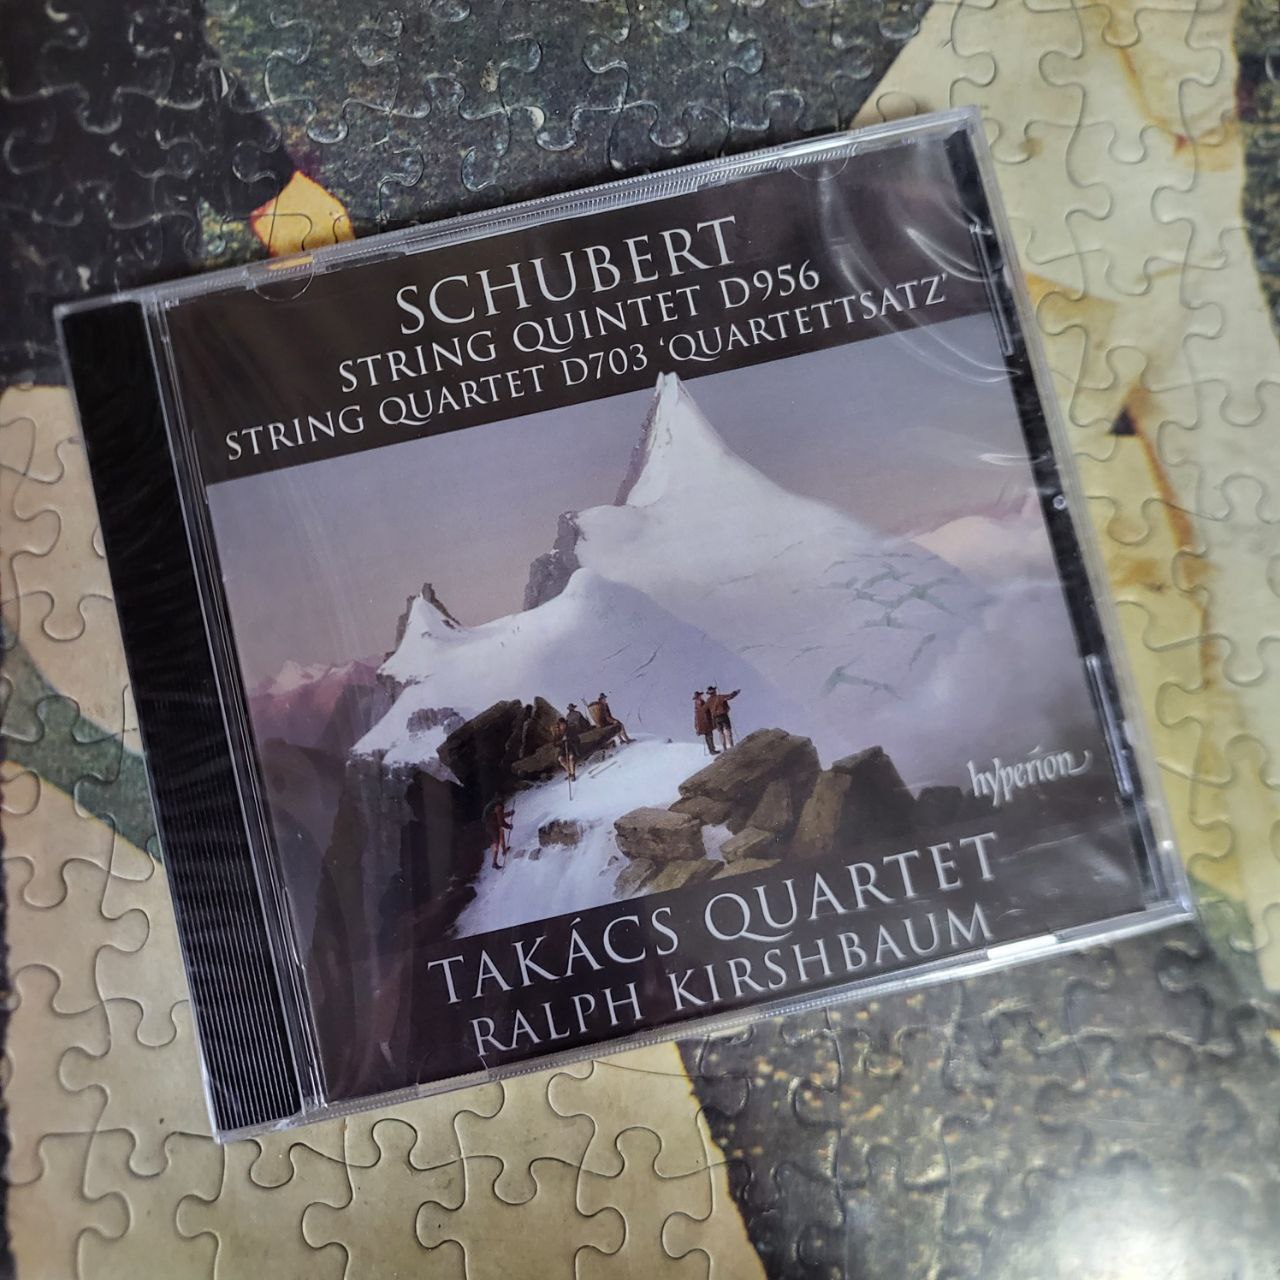 SCHUBERT
STRING QUINTET D956
STRING QUARTET D703 ‘QUARTETTSATZ’
hyperion
TAKÁCS QUARTET
RALPH KIRSHBAUM